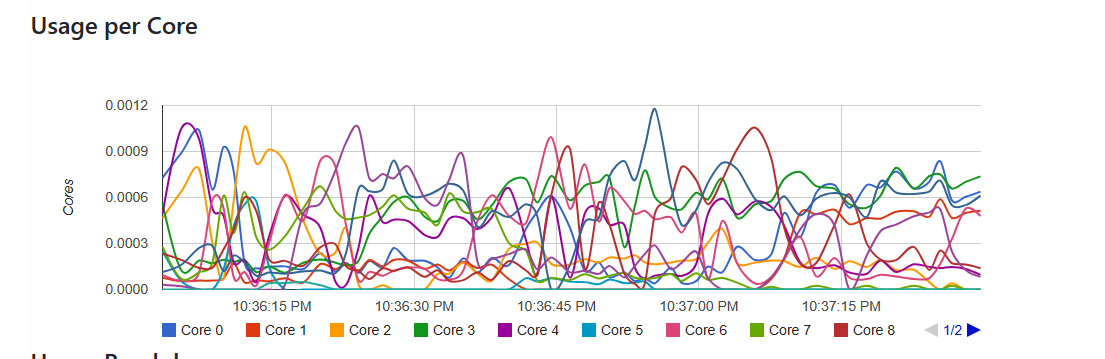 Usage per Core
0.0012
0.0009
0.0006
0.0003
0.0000
Cores
10:36:15 PM 10:36:30 PM 10:36:45 PM 10:37:00 PM 10:37:15 PM
Core 0 Core 1 Core 2 Core 3 Core 4 Core 5 Core 6 Core 7 Core 8 1/2